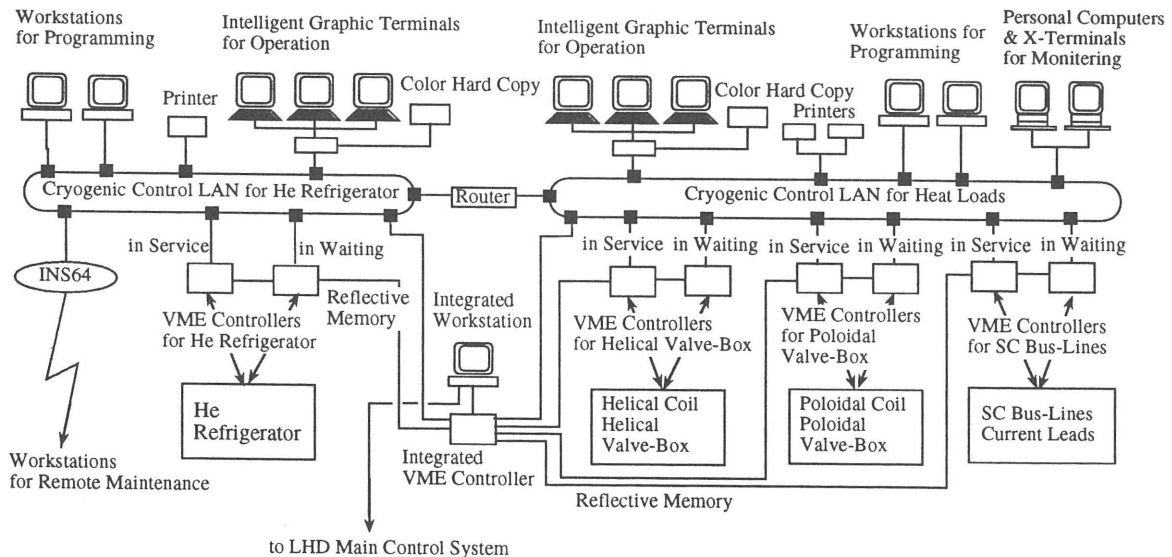 Workstations
for Programming
Intelligent Graphic Terminals
for Operation
Intelligent Graphic Terminals
for Operation
Workstations for
Programming
Personal Computers
& X-Terminals
for Monitering
Printer
Color Hard Copy
Color Hard Copy
Printers
Cryogenic Control LAN for He Refrigerator
Router
Cryogenic Control LAN for Heat Loads
in Service
in Waiting
in Service
in Waiting
in Service
in Waiting
in Service
in Waiting
INS64
Reflective
Memory
Integrated
Workstation
VME Controllers
for He Refrigerator
VME Controllers
for Helical Valve-Box
VME Controllers
for Poloidal
Valve-Box
VME Controllers
for SC Bus-Lines
He
Refrigerator
Helical Coil
Helical
Valve-Box
Poloidal Coil
Poloidal
Valve-Box
SC Bus-Lines
Current Leads
Workstations
for Remote Maintenance
Integrated
VME Controller
Reflective Memory
to LHD Main Control System